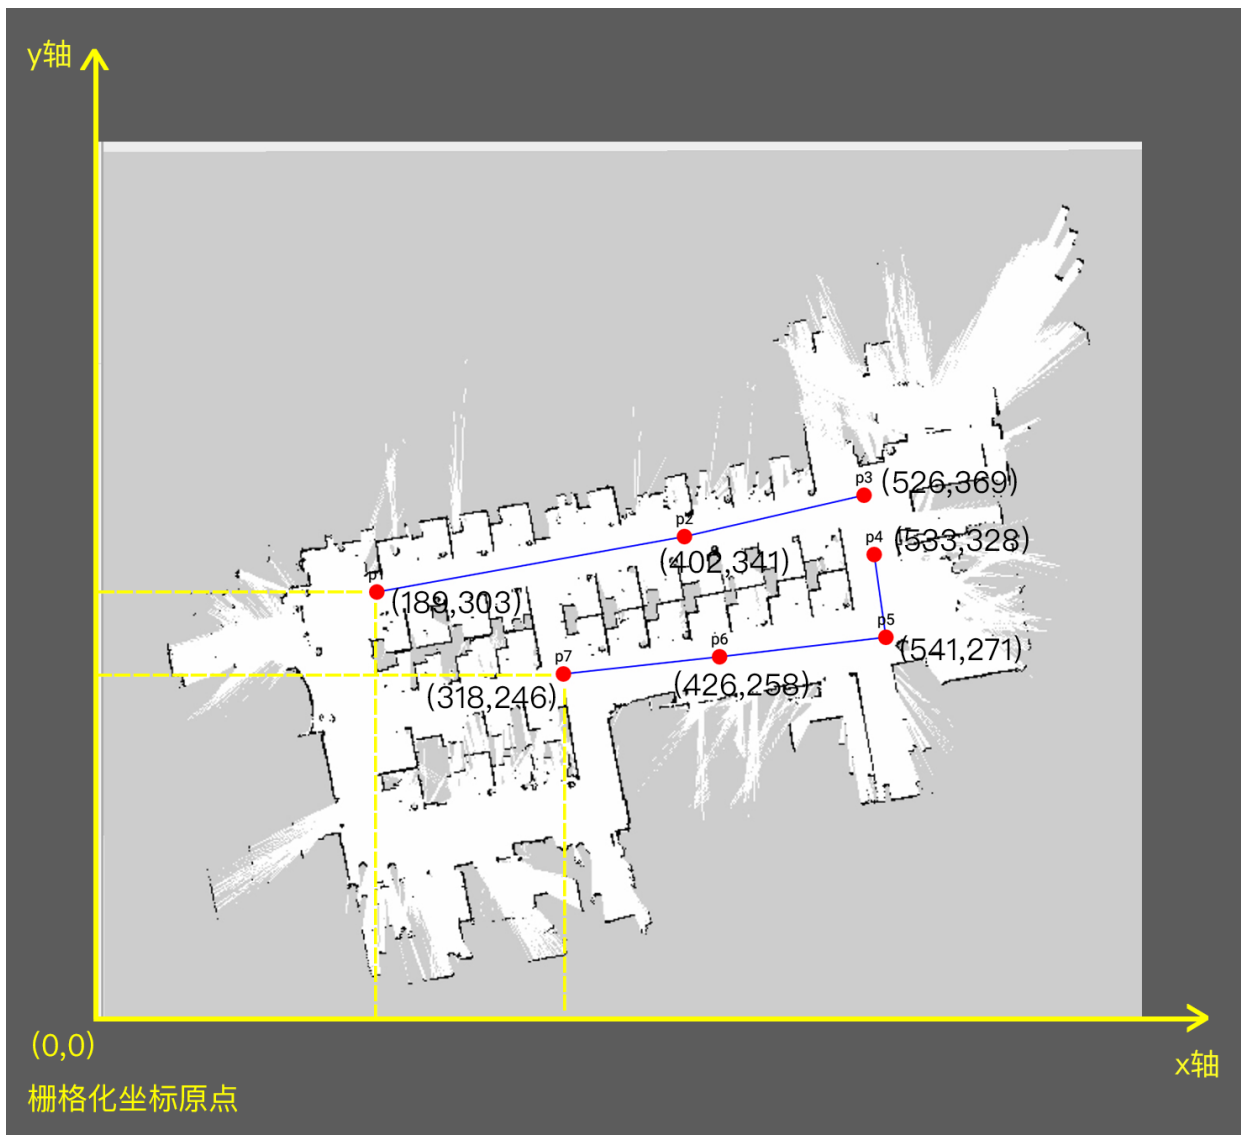 y轴
p3
(526,369)
p2
p4
(533,328)
(402,341)
p1
(189,303)
p5
(541,271)
p6
p7
(426,258)
(318,246)
(0,0)
x轴
栅格化坐标原点